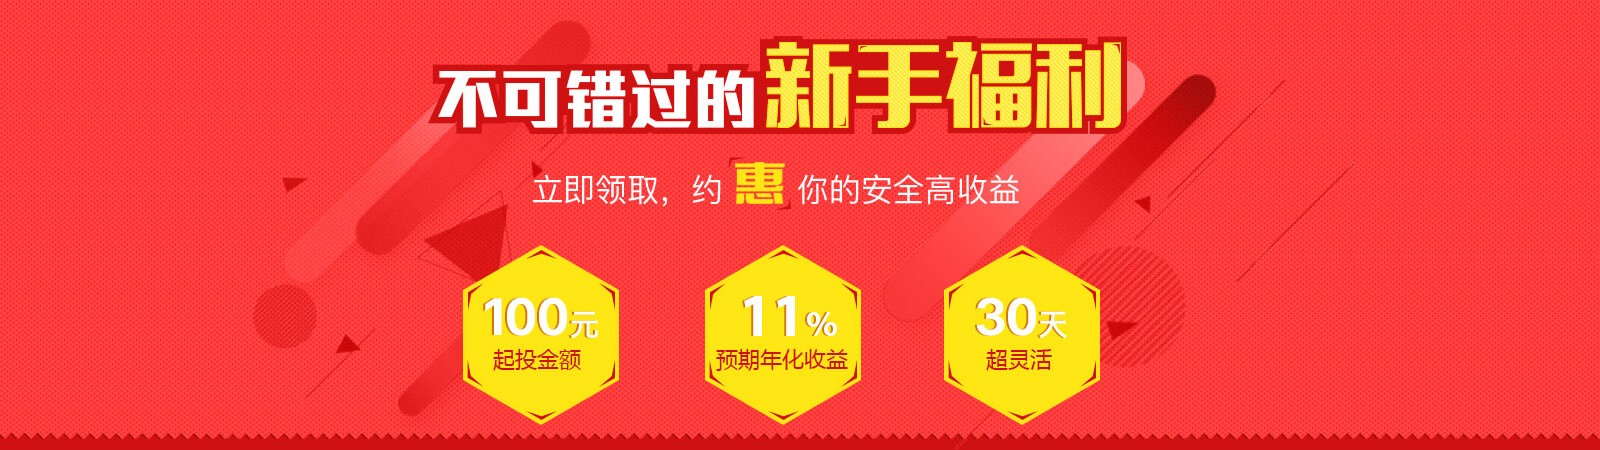 不可错过的新手福利
立即领取，约惠你的安全高收益
100元
起投金额
11%
预期年化收益
30天
超灵活